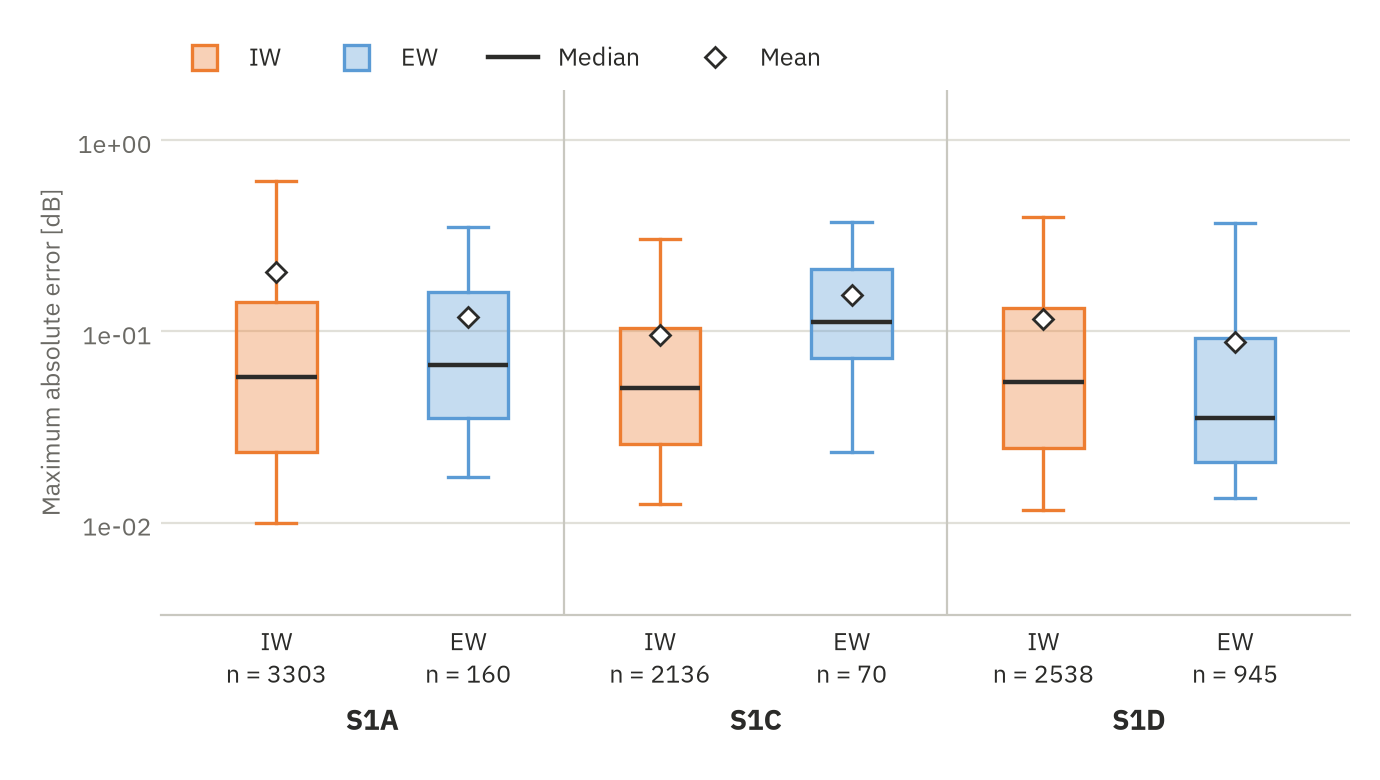 IW EW Median Mean
Maximum absolute error [dB]
1e+00
1e-01
1e-02
IW EW IW EW IW EW
n = 3303 n = 160 n = 2136 n = 70 n = 2538 n = 945
S1A S1C S1D